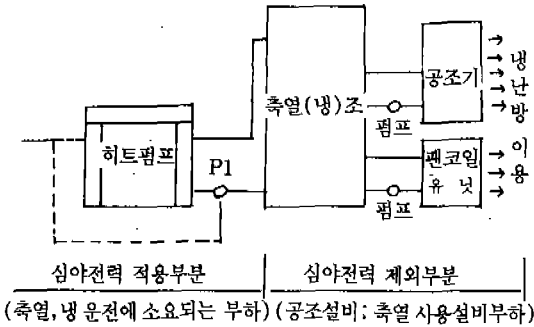 히트펌프
P1
축열(냉)조
펌프
공조기
냉난방
펌프
팬코일
유닛
이용
심야전력 적용부분
심야전력 제외부분
(축열,냉 운전에 소요되는 부하)
(공조설비; 축열 사용설비부하)